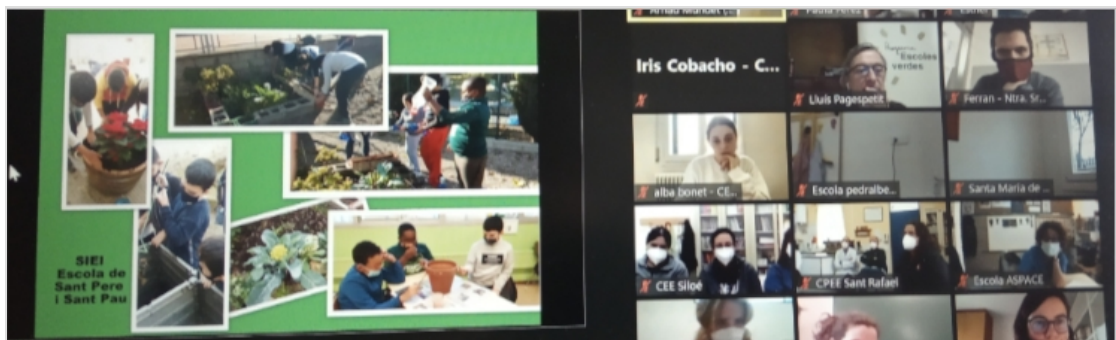 SIEI
Escola de
Sant Pere
i Sant Pau
Iris Cobacho - C...
Escoles
verdes
Lluís Pagespetit
Ferran - Ntra. Sr...
alba bonet - CE...
Escola pedralbe...
Santa Maria de ...
CEE Siloé
CPEE Sant Rafael
Escola ASPACE